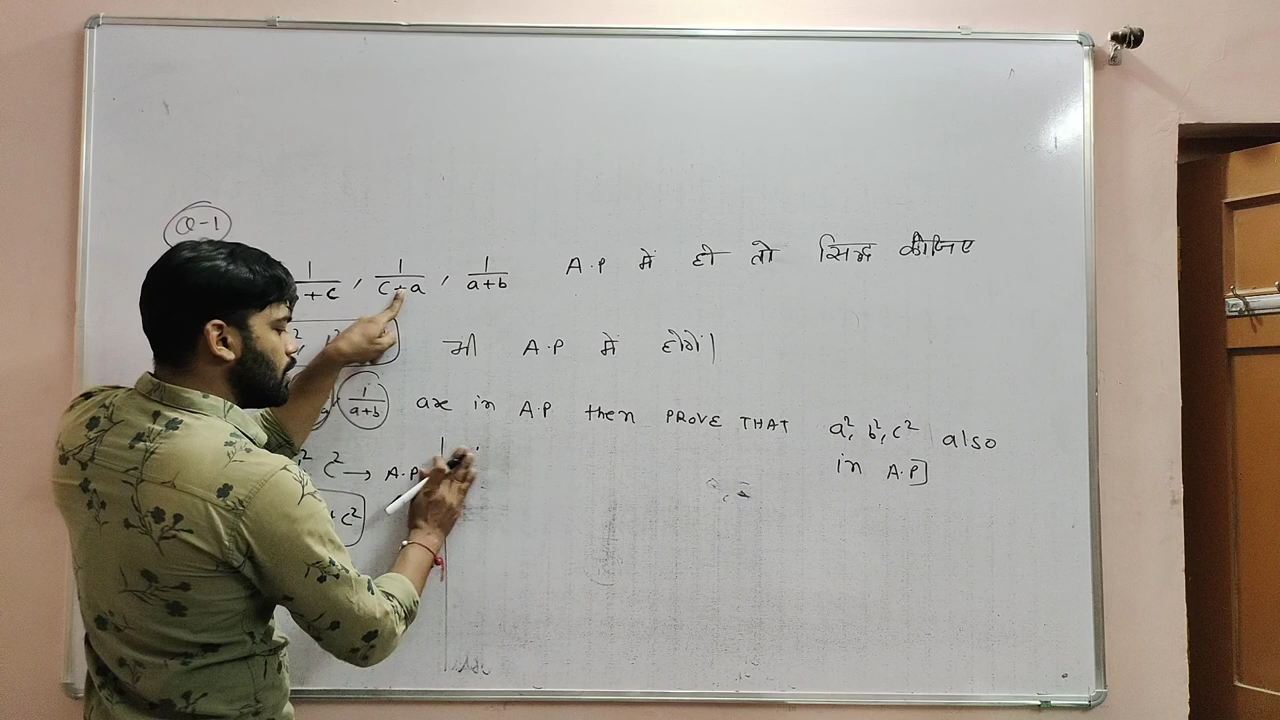 Q-1
1/+c , 1/c+a , 1/a+b A.P में हो तो सिद्ध कीजिए
भी A.P में होगें।
1/a+b are in A.P then PROVE THAT a², b², c² also
in A.P]
c² → A.P
c²